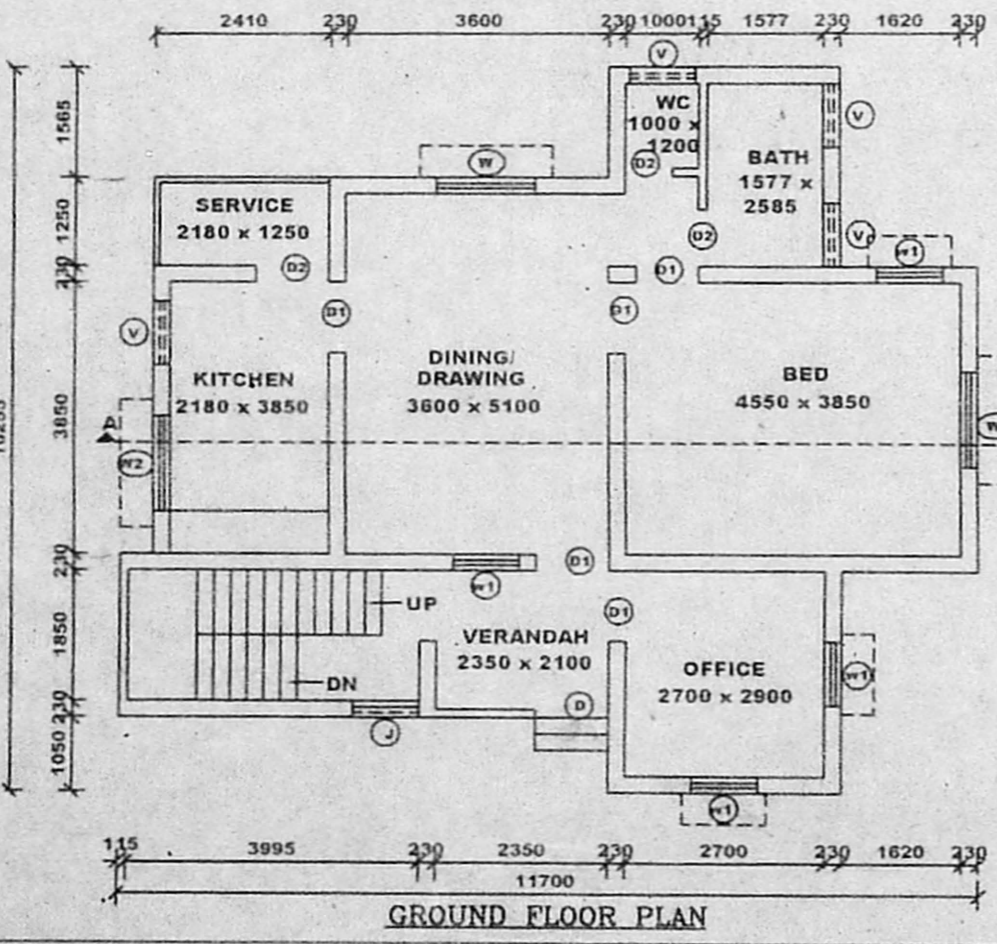 2410 230 3600 230 1000 115 1577 230 1620 230
V
1565
WC
1000 x
1200
V
D2
BATH
1577 x
2585
W
1250
SERVICE
2180 x 1250
D2
V
W1
230
D2
D1
D1
D1
V
DINING/
DRAWING
3600 x 5100
KITCHEN
2180 x 3850
BED
4550 x 3850
3850
A
W
W2
230
D1
W1
UP
D1
1850
VERANDAH
2350 x 2100
OFFICE
2700 x 2900
W1
DN
230
D
J
1050
W1
115 3995 230 2350 230 2700 230 1620 230
11700
GROUND FLOOR PLAN